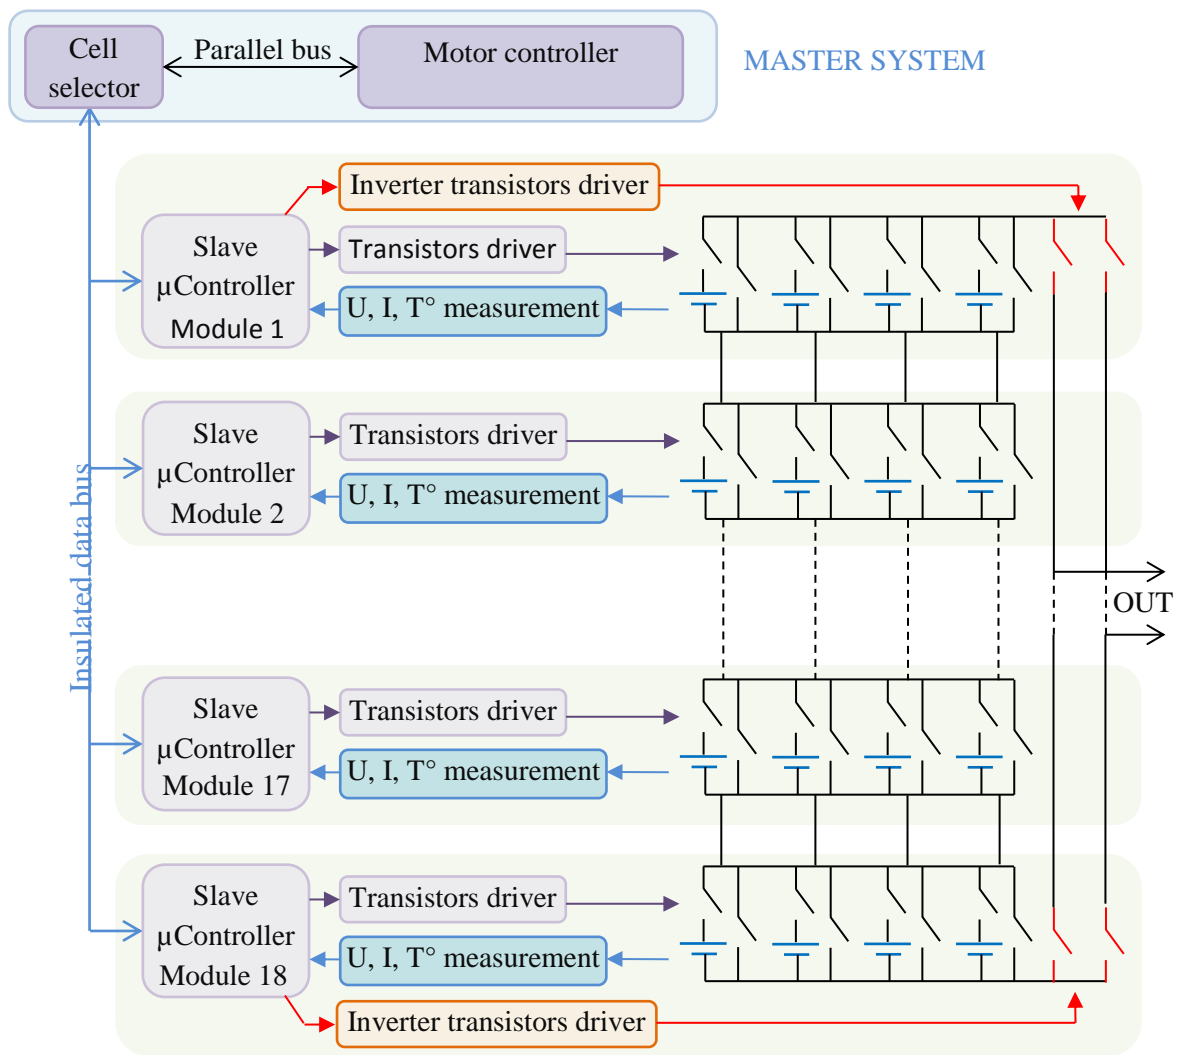 Cell
selector
Parallel bus
Motor controller
MASTER SYSTEM
Insulated data bus
Inverter transistors driver
Slave
µController
Module 1
Transistors driver
U, I, T° measurement
Slave
µController
Module 2
Transistors driver
U, I, T° measurement
OUT
Slave
µController
Module 17
Transistors driver
U, I, T° measurement
Slave
µController
Module 18
Transistors driver
U, I, T° measurement
Inverter transistors driver